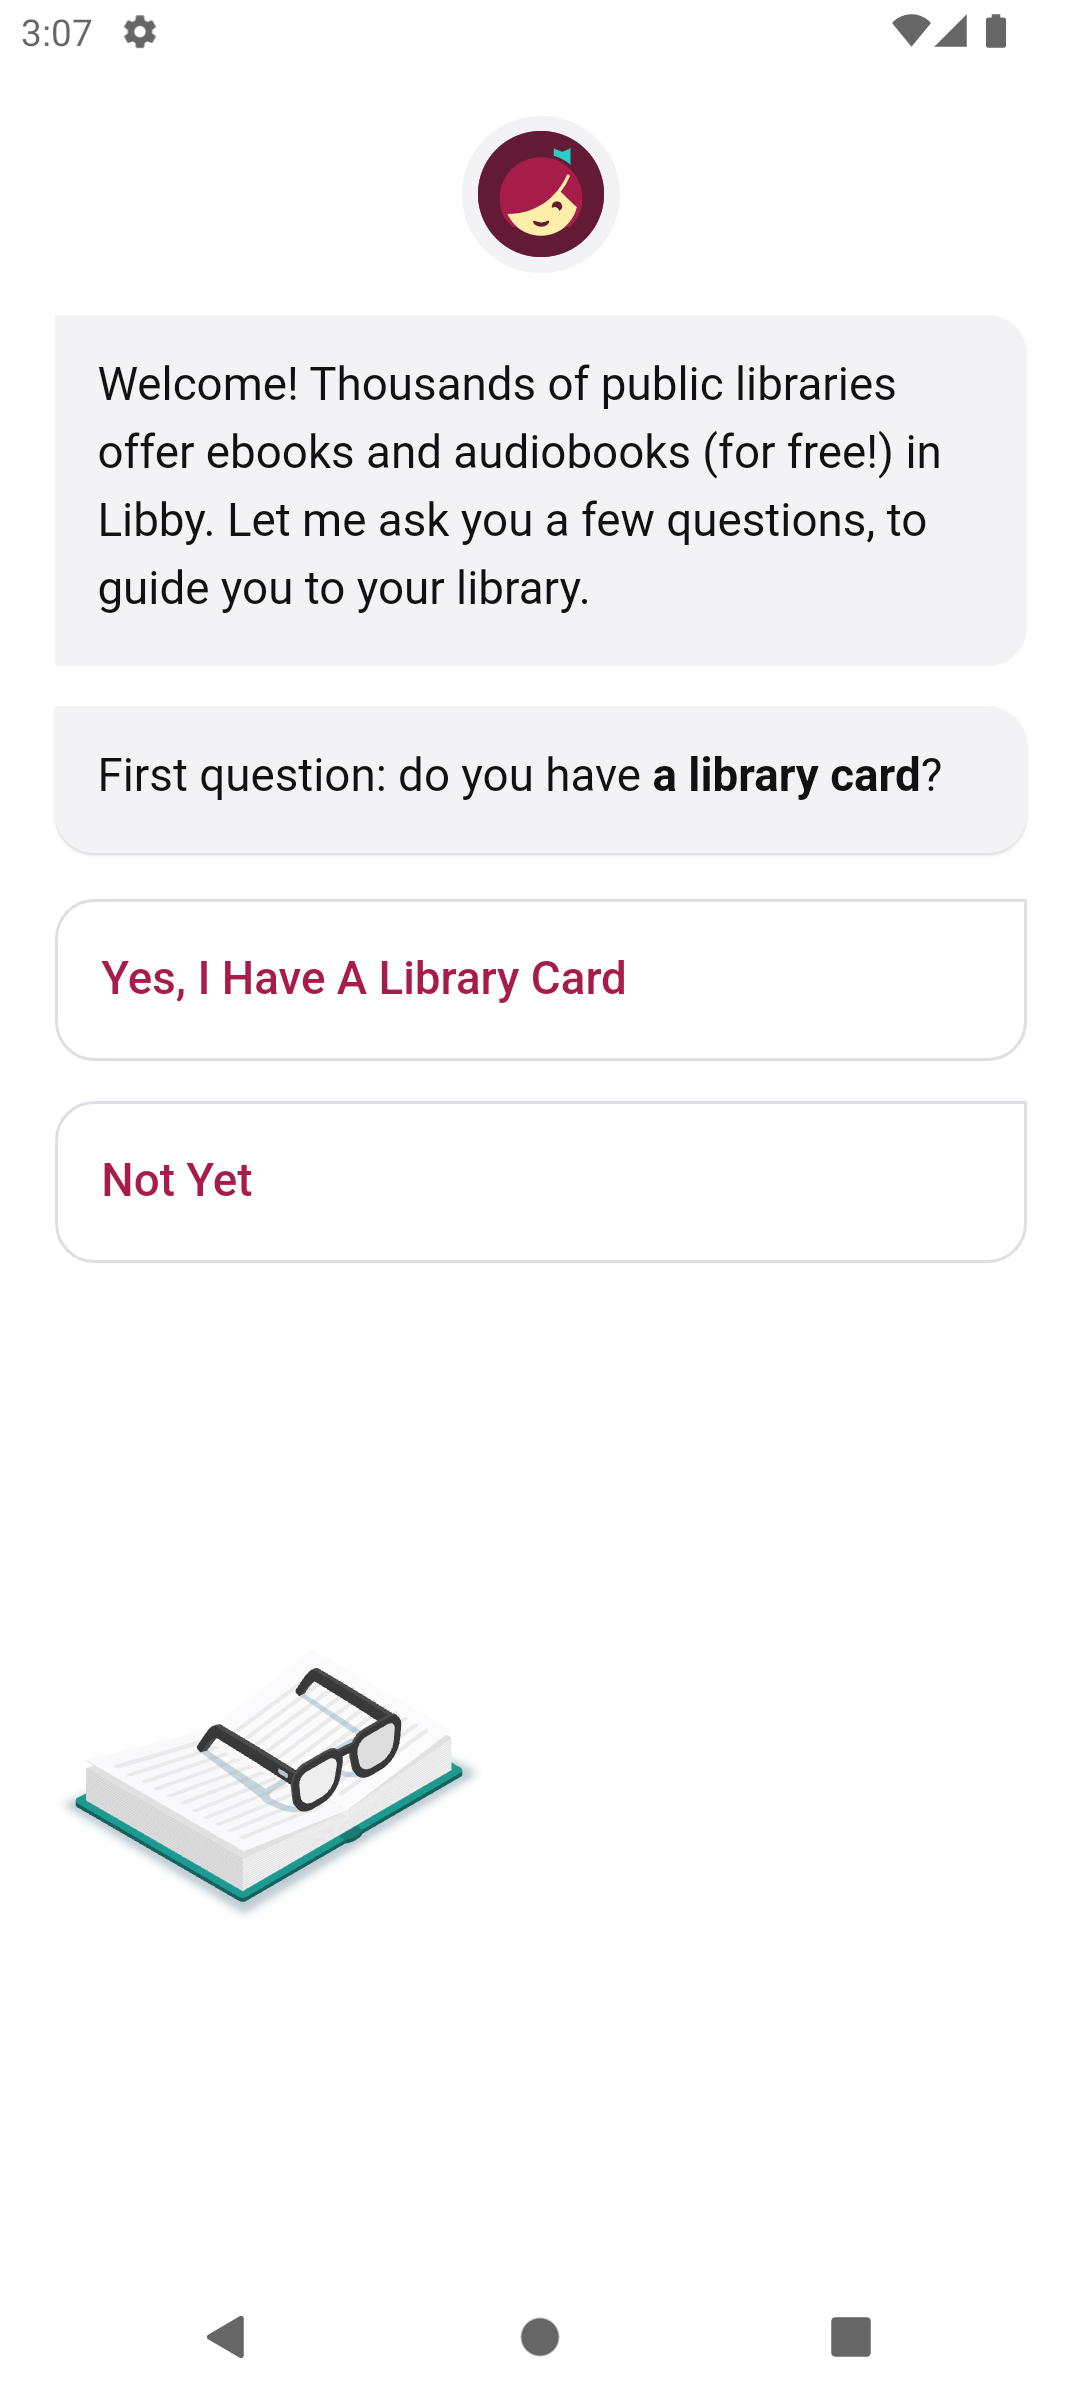 3:07
Welcome! Thousands of public libraries
offer ebooks and audiobooks (for free!) in
Libby. Let me ask you a few questions, to
guide you to your library.
First question: do you have a library card?
Yes, I Have A Library Card
Not Yet